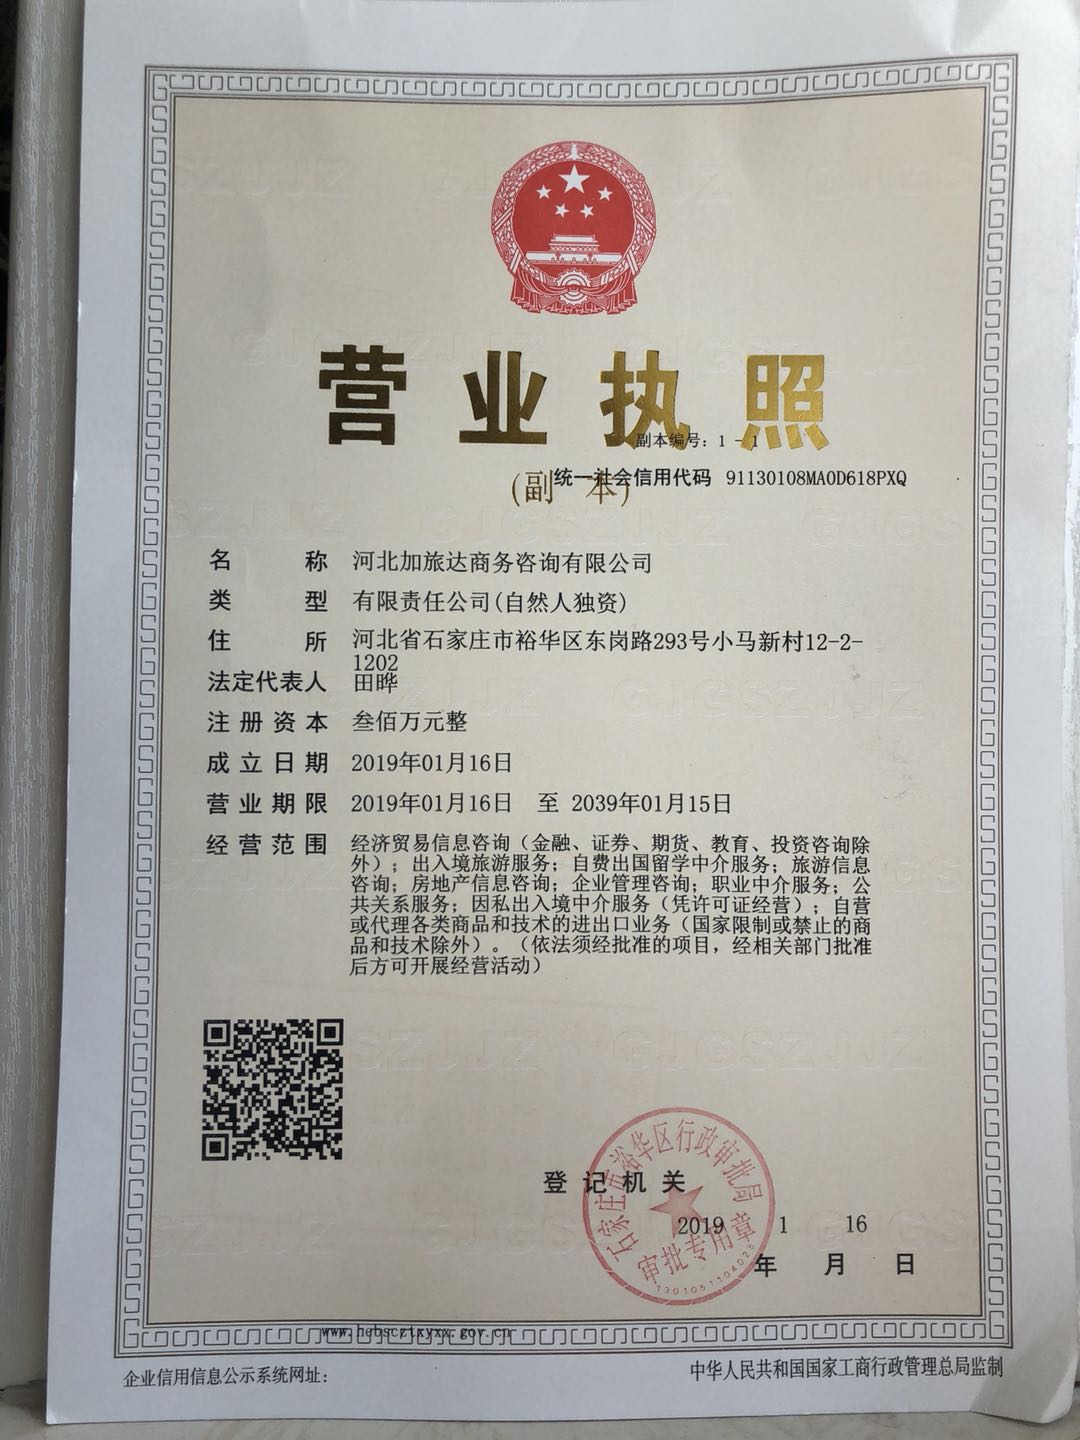 营业执照
副本编号：1 - 1
(副 本)
统一社会信用代码 91130108MA0D618PXQ
名 称 河北加旅达商务咨询有限公司
类 型 有限责任公司(自然人独资)
住 所 河北省石家庄市裕华区东岗路293号小马新村12-2-
1202
法定代表人 田晔
注册资本 叁佰万元整
成立日期 2019年01月16日
营业期限 2019年01月16日 至 2039年01月15日
经营范围 经济贸易信息咨询（金融、证券、期货、教育、投资咨询除
外）；出入境旅游服务；自费出国留学中介服务；旅游信息
咨询；房地产信息咨询；企业管理咨询；职业中介服务；公
共关系服务；因私出入境中介服务（凭许可证经营）；自营
或代理各类商品和技术的进出口业务（国家限制或禁止的商
品和技术除外）。（依法须经批准的项目，经相关部门批准
后方可开展经营活动）
登记机关
石家庄市裕华区行政审批局
审批专用章
1301051104025
2019 1 16
年 月 日
www.hebscztxyxx.gov.cn
企业信用信息公示系统网址：
中华人民共和国国家工商行政管理总局监制